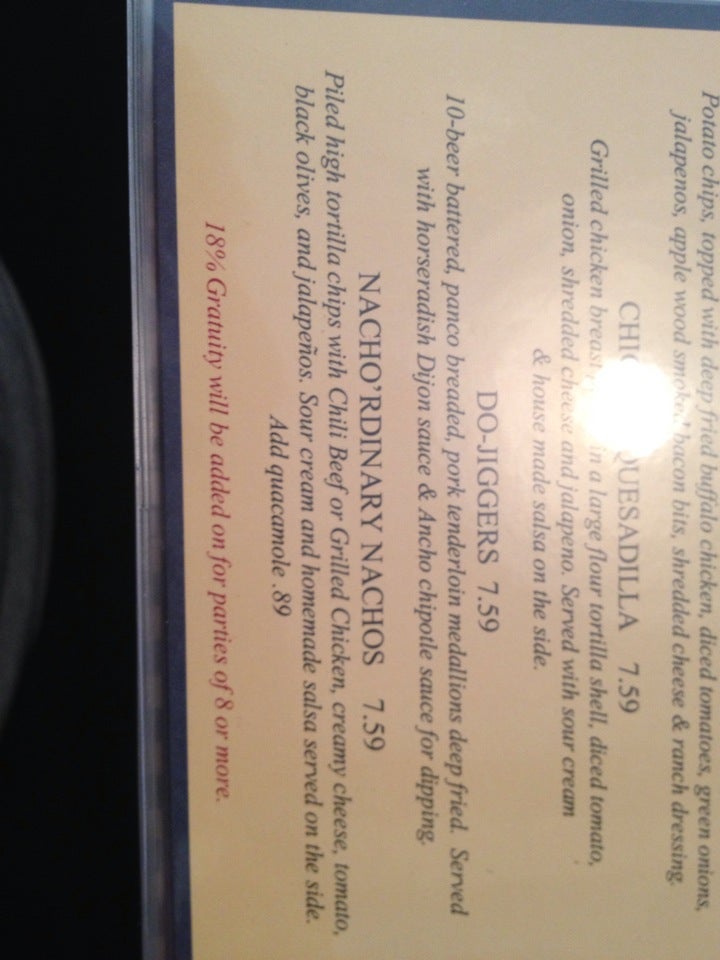 Potato chips, topped with deep fried buffalo chicken, diced tomatoes, green onions,
jalapenos, apple wood smoked bacon bits, shredded cheese & ranch dressing.
QUESADILLA 7.59
Grilled chicken breast in a large flour tortilla shell, diced tomato,
onion, shredded cheese and jalapeno. Served with sour cream
& house made salsa on the side.
DO-JIGGERS 7.59
10-beer battered, panco breaded, pork tenderloin medallions deep fried. Served
with horseradish Dijon sauce & Ancho chipotle sauce for dipping.
NACHO'RDINARY NACHOS 7.59
Piled high tortilla chips with Chili Beef or Grilled Chicken, creamy cheese, tomato,
black olives, and jalapeños. Sour cream and homemade salsa served on the side.
Add quacamole .89
18% Gratuity will be added on for parties of 8 or more.